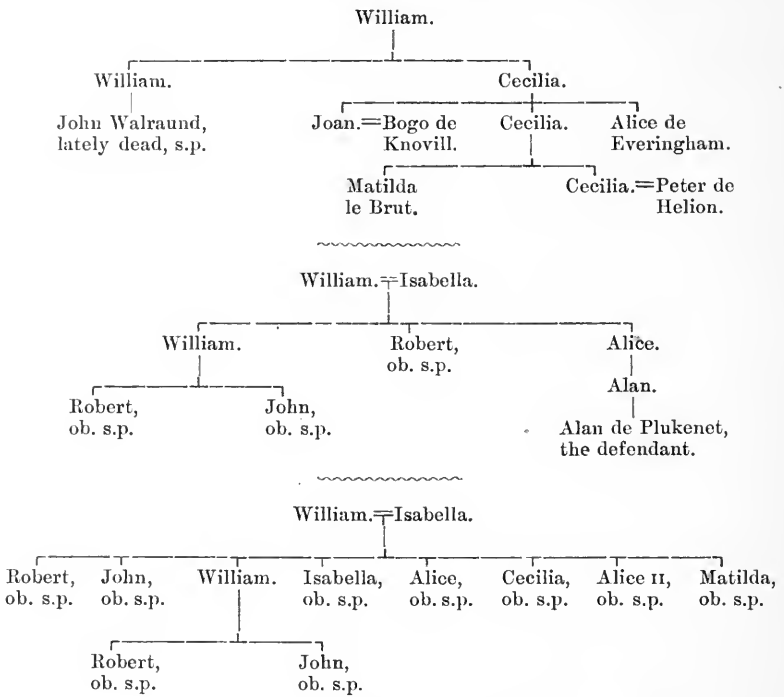 William.
William. Cecilia.
John Walraund, Joan.=Bogo de Cecilia. Alice de
lately dead, s.p. Knovill. Everingham.
Matilda Cecilia.=Peter de
le Brut. Helion.
William.=Isabella.
William. Robert, Alice.
ob. s.p.
Alan.
Robert, John,
ob. s.p. ob. s.p. Alan de Plukenet,
the defendant.
William.=Isabella.
Robert, John, William. Isabella, Alice, Cecilia, Alice II, Matilda,
ob. s.p. ob. s.p. ob. s.p. ob. s.p. ob. s.p. ob. s.p. ob. s.p.
Robert, John,
ob. s.p. ob. s.p.